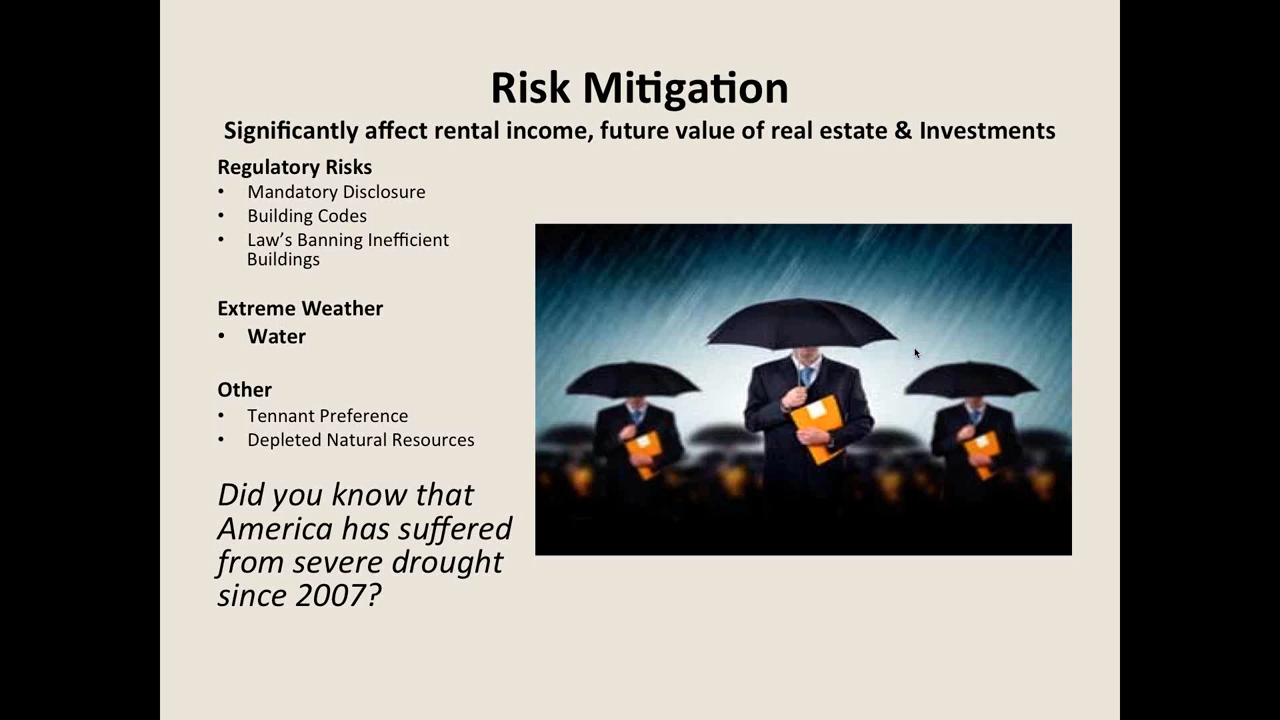 Risk Mitigation
Significantly affect rental income, future value of real estate & Investments
Regulatory Risks
• Mandatory Disclosure
• Building Codes
• Law’s Banning Inefficient
Buildings
Extreme Weather
• Water
Other
• Tennant Preference
• Depleted Natural Resources
Did you know that
America has suffered
from severe drought
since 2007?